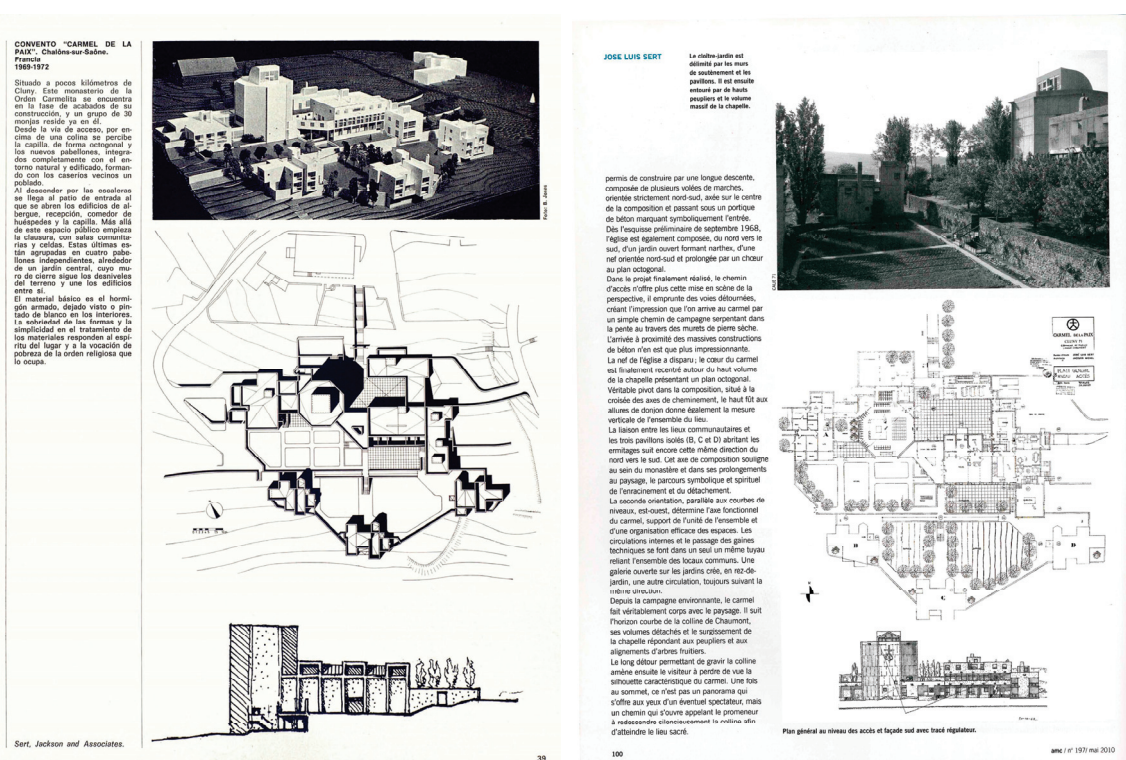 CONVENTO "CARMEL DE LA
PAIX". Chalôns-sur-Saône.
Francia
1969-1972
Situado a pocos kilómetros de
Cluny. Este monasterio de la
Orden Carmelita se encuentra
en la fase de acabados de su
construcción, y un grupo de 30
monjas reside ya en él.
Desde la vía de acceso, por en-
cima de una colina se percibe
la capilla, de forma octogonal y
los nuevos pabellones, integra-
dos completamente con el en-
torno natural y edificado, forman-
do con los caseríos vecinos un
poblado.
Al descender por las escaleras
se llega al patio de entrada al
que se abren los edificios de al-
bergue, recepción, comedor de
huéspedes y la capilla. Más allá
de este espacio público empieza
la clausura, con salas comunita-
rias y celdas. Estas últimas es-
tán agrupadas en cuatro pabe-
llones independientes, alrededor
de un jardín central, cuyo mu-
ro de cierre sigue los desniveles
del terreno y une los edificios
entre sí.
El material básico es el hormi-
gón armado, dejado visto o pin-
tado de blanco en los interiores.
La sobriedad de las formas y la
simplicidad en el tratamiento de
los materiales responden al espí-
ritu del lugar y a la vocación de
pobreza de la orden religiosa que
lo ocupa.
Sert, Jackson and Associates.
39
JOSE LUIS SERT
Le cloître-jardin est
délimité par les murs
de soutènement et les
pavillons. Il est ensuite
entouré par de hauts
peupliers et le volume
massif de la chapelle.
permis de construire par une longue descente,
composée de plusieurs volées de marches,
orientée strictement nord-sud, axée sur le centre
de la composition et passant sous un portique
de béton marquant symboliquement l'entrée.
Dès l'esquisse préliminaire de septembre 1968,
l'église est également composée, du nord vers le
sud, d'un jardin ouvert formant narthex, d'une
nef orientée nord-sud et prolongée par un chœur
au plan octogonal.
Dans le projet finalement réalisé, le chemin
d'accès n'offre plus cette mise en scène de la
perspective, il emprunte des voies détournées,
créant l'impression que l'on arrive au carmel par
un simple chemin de campagne serpentant dans
la pente au travers des murets de pierre sèche.
L'arrivée à proximité des massives constructions
de béton n'en est que plus impressionnante.
La nef de l'église a disparu ; le cœur du carmel
est finalement recentré autour du haut volume
de la chapelle présentant un plan octogonal.
Véritable pivot dans la composition, situé à la
croisée des axes de cheminement, le haut fût aux
allures de donjon donne également la mesure
verticale de l'ensemble du lieu.
La liaison entre les lieux communautaires et
les trois pavillons isolés (B, C et D) abritant les
ermitages suit encore cette même direction du
nord vers le sud. Cet axe de composition souligne
au sein du monastère et dans ses prolongements
au paysage, le parcours symbolique et spirituel
de l'enracinement et du détachement.
La seconde orientation, parallèle aux courbes de
niveaux, est-ouest, détermine l'axe fonctionnel
du carmel, support de l'unité de l'ensemble et
d'une organisation efficace des espaces. Les
circulations internes et le passage des gaines
techniques se font dans un seul un même tuyau
reliant l'ensemble des locaux communs. Une
galerie ouverte sur les jardins crée, en rez-de-
jardin, une autre circulation, toujours suivant la
même direction.
Depuis la campagne environnante, le carmel
fait véritablement corps avec le paysage. Il suit
l'horizon courbe de la colline de Chaumont,
ses volumes détachés et le surgissement de
la chapelle répondant aux peupliers et aux
alignements d'arbres fruitiers.
Le long détour permettant de gravir la colline
amène ensuite le visiteur à perdre de vue la
silhouette caractéristique du carmel. Une fois
au sommet, ce n'est pas un panorama qui
s'offre aux yeux d'un éventuel spectateur, mais
un chemin qui s'ouvre appelant le promeneur
à redescendre silencieusement la colline afin
d'atteindre le lieu sacré.
CARMEL DE LA PAIX
A
B
C
D
Plan général au niveau des accès et façade sud avec tracé régulateur.
100
amc / n° 197/ mai 2010